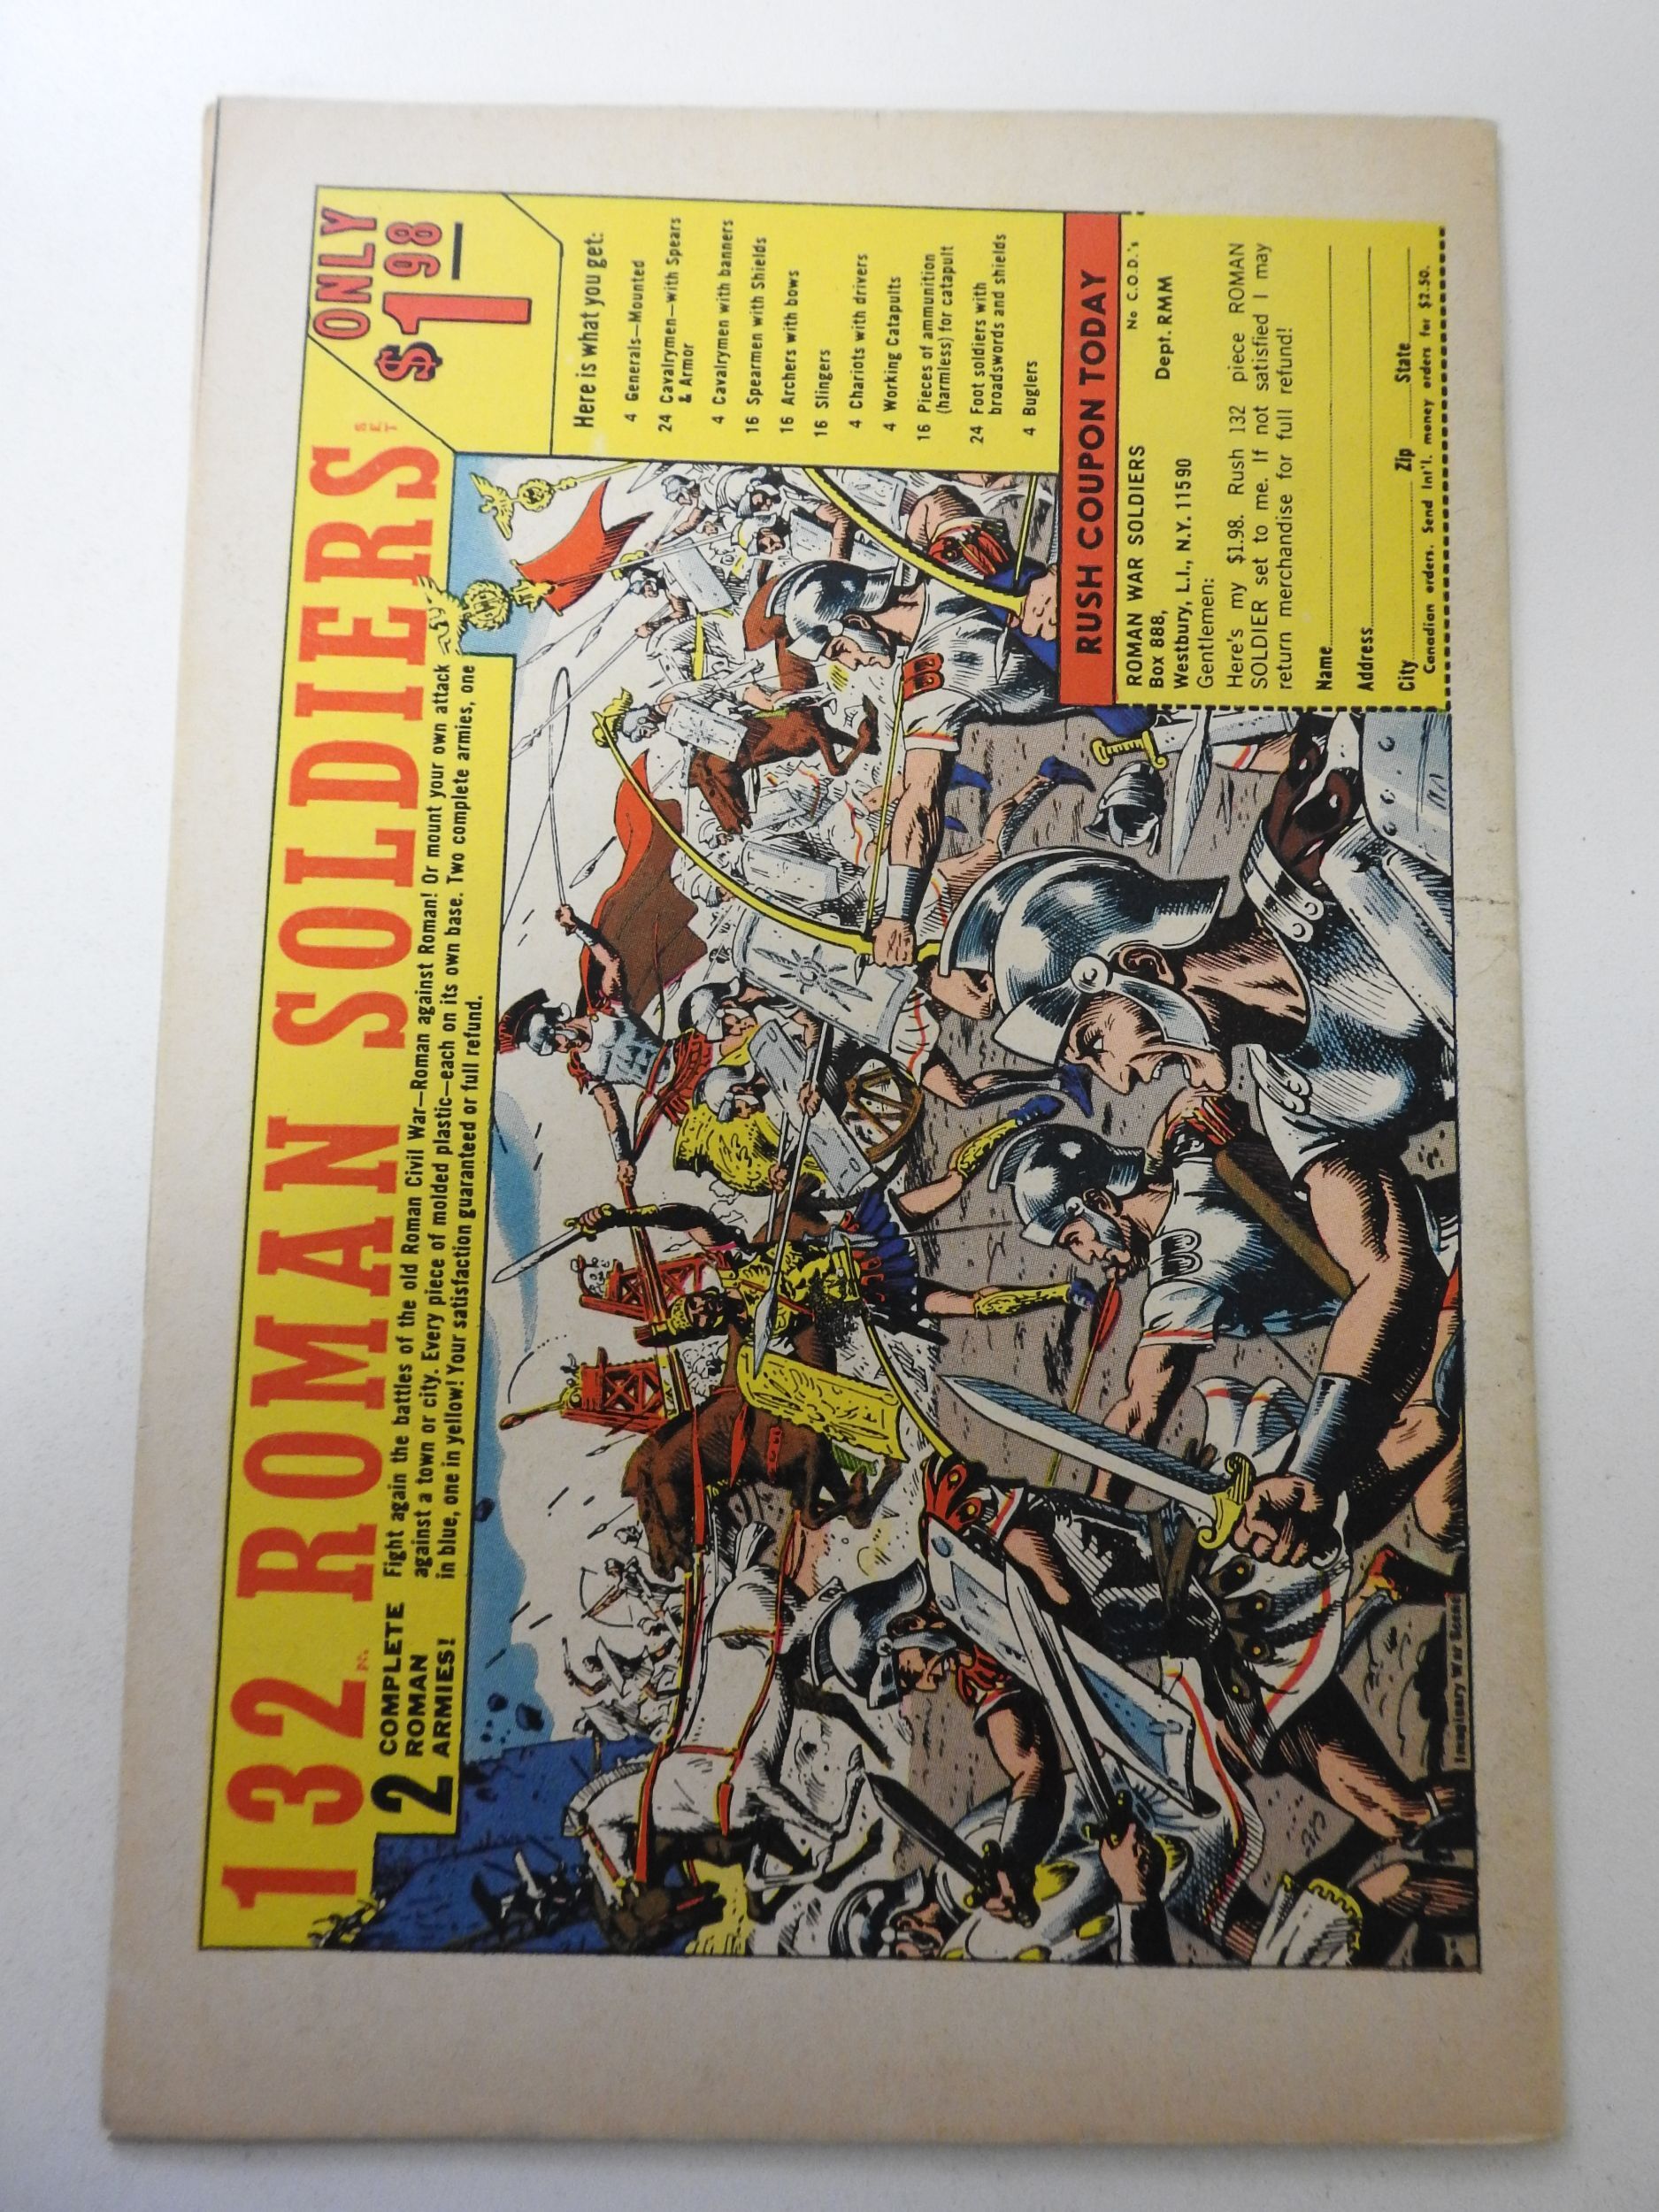 132 PC. ROMAN SOLDIERS SET
ONLY
$1.98
2 COMPLETE
ROMAN
ARMIES!
Fight again the battles of the old Roman Civil War—Roman against Roman! Or mount your own attack
against a town or city. Every piece of molded plastic—each on its own base. Two complete armies, one
in blue, one in yellow! Your satisfaction guaranteed or full refund.
Here is what you get:
4 Generals—Mounted
24 Cavalrymen—with Spears
& Armor
4 Cavalrymen with banners
16 Spearmen with Shields
16 Archers with bows
16 Slingers
4 Chariots with drivers
4 Working Catapults
16 Pieces of ammunition
(harmless) for catapult
24 Foot soldiers with
broadswords and shields
4 Buglers
RUSH COUPON TODAY
No C.O.D.'s
ROMAN WAR SOLDIERS
Box 888, Dept. RMM
Westbury, L.I., N.Y. 11590
Gentlemen:
Here's my $1.98. Rush 132 piece ROMAN
SOLDIER set to me. If not satisfied I may
return merchandise for full refund!
Name
Address
City Zip State
Canadian orders. Send Int'l. money orders for $2.50.
Imaginary War Scene